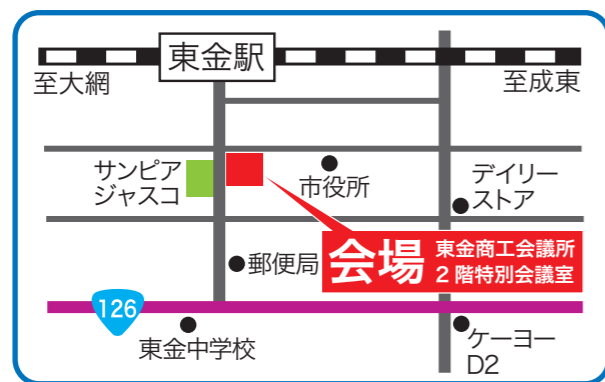 東金駅
至大網
至成東
サンピア
ジャスコ
市役所
デイリー
ストア
会場
東金商工会議所
2階特別会議室
郵便局
126
東金中学校
ケーヨー
D2